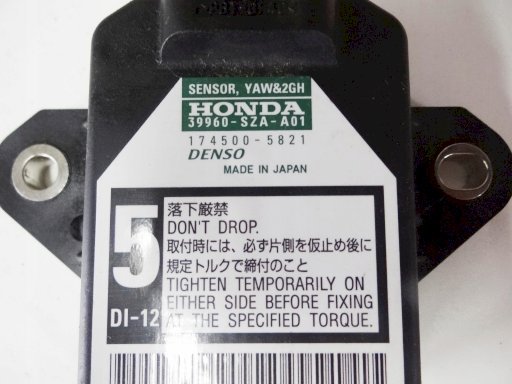 SENSOR, YAW&2GH
HONDA
39960-SZA-A01
174500-5821
DENSO
MADE IN JAPAN
5
落下厳禁
DON'T DROP.
取付時には、必ず片側を仮止め後に
規定トルクで締付のこと
TIGHTEN TEMPORARILY ON
EITHER SIDE BEFORE FIXING
AT THE SPECIFIED TORQUE.
DI-12